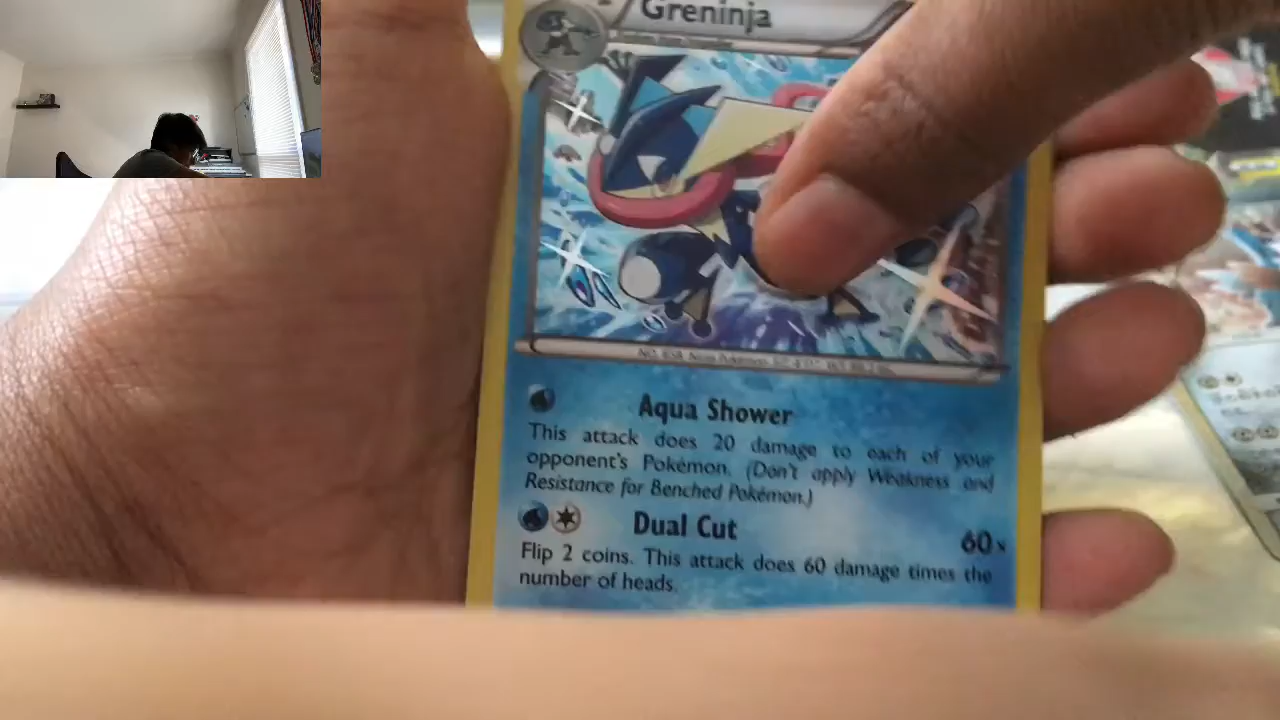 Greninja
Aqua Shower
This attack does 20 damage to each of your
opponent's Pokémon. (Don't apply Weakness and
Resistance for Benched Pokémon.)
Dual Cut 60x
Flip 2 coins. This attack does 60 damage times the
number of heads.